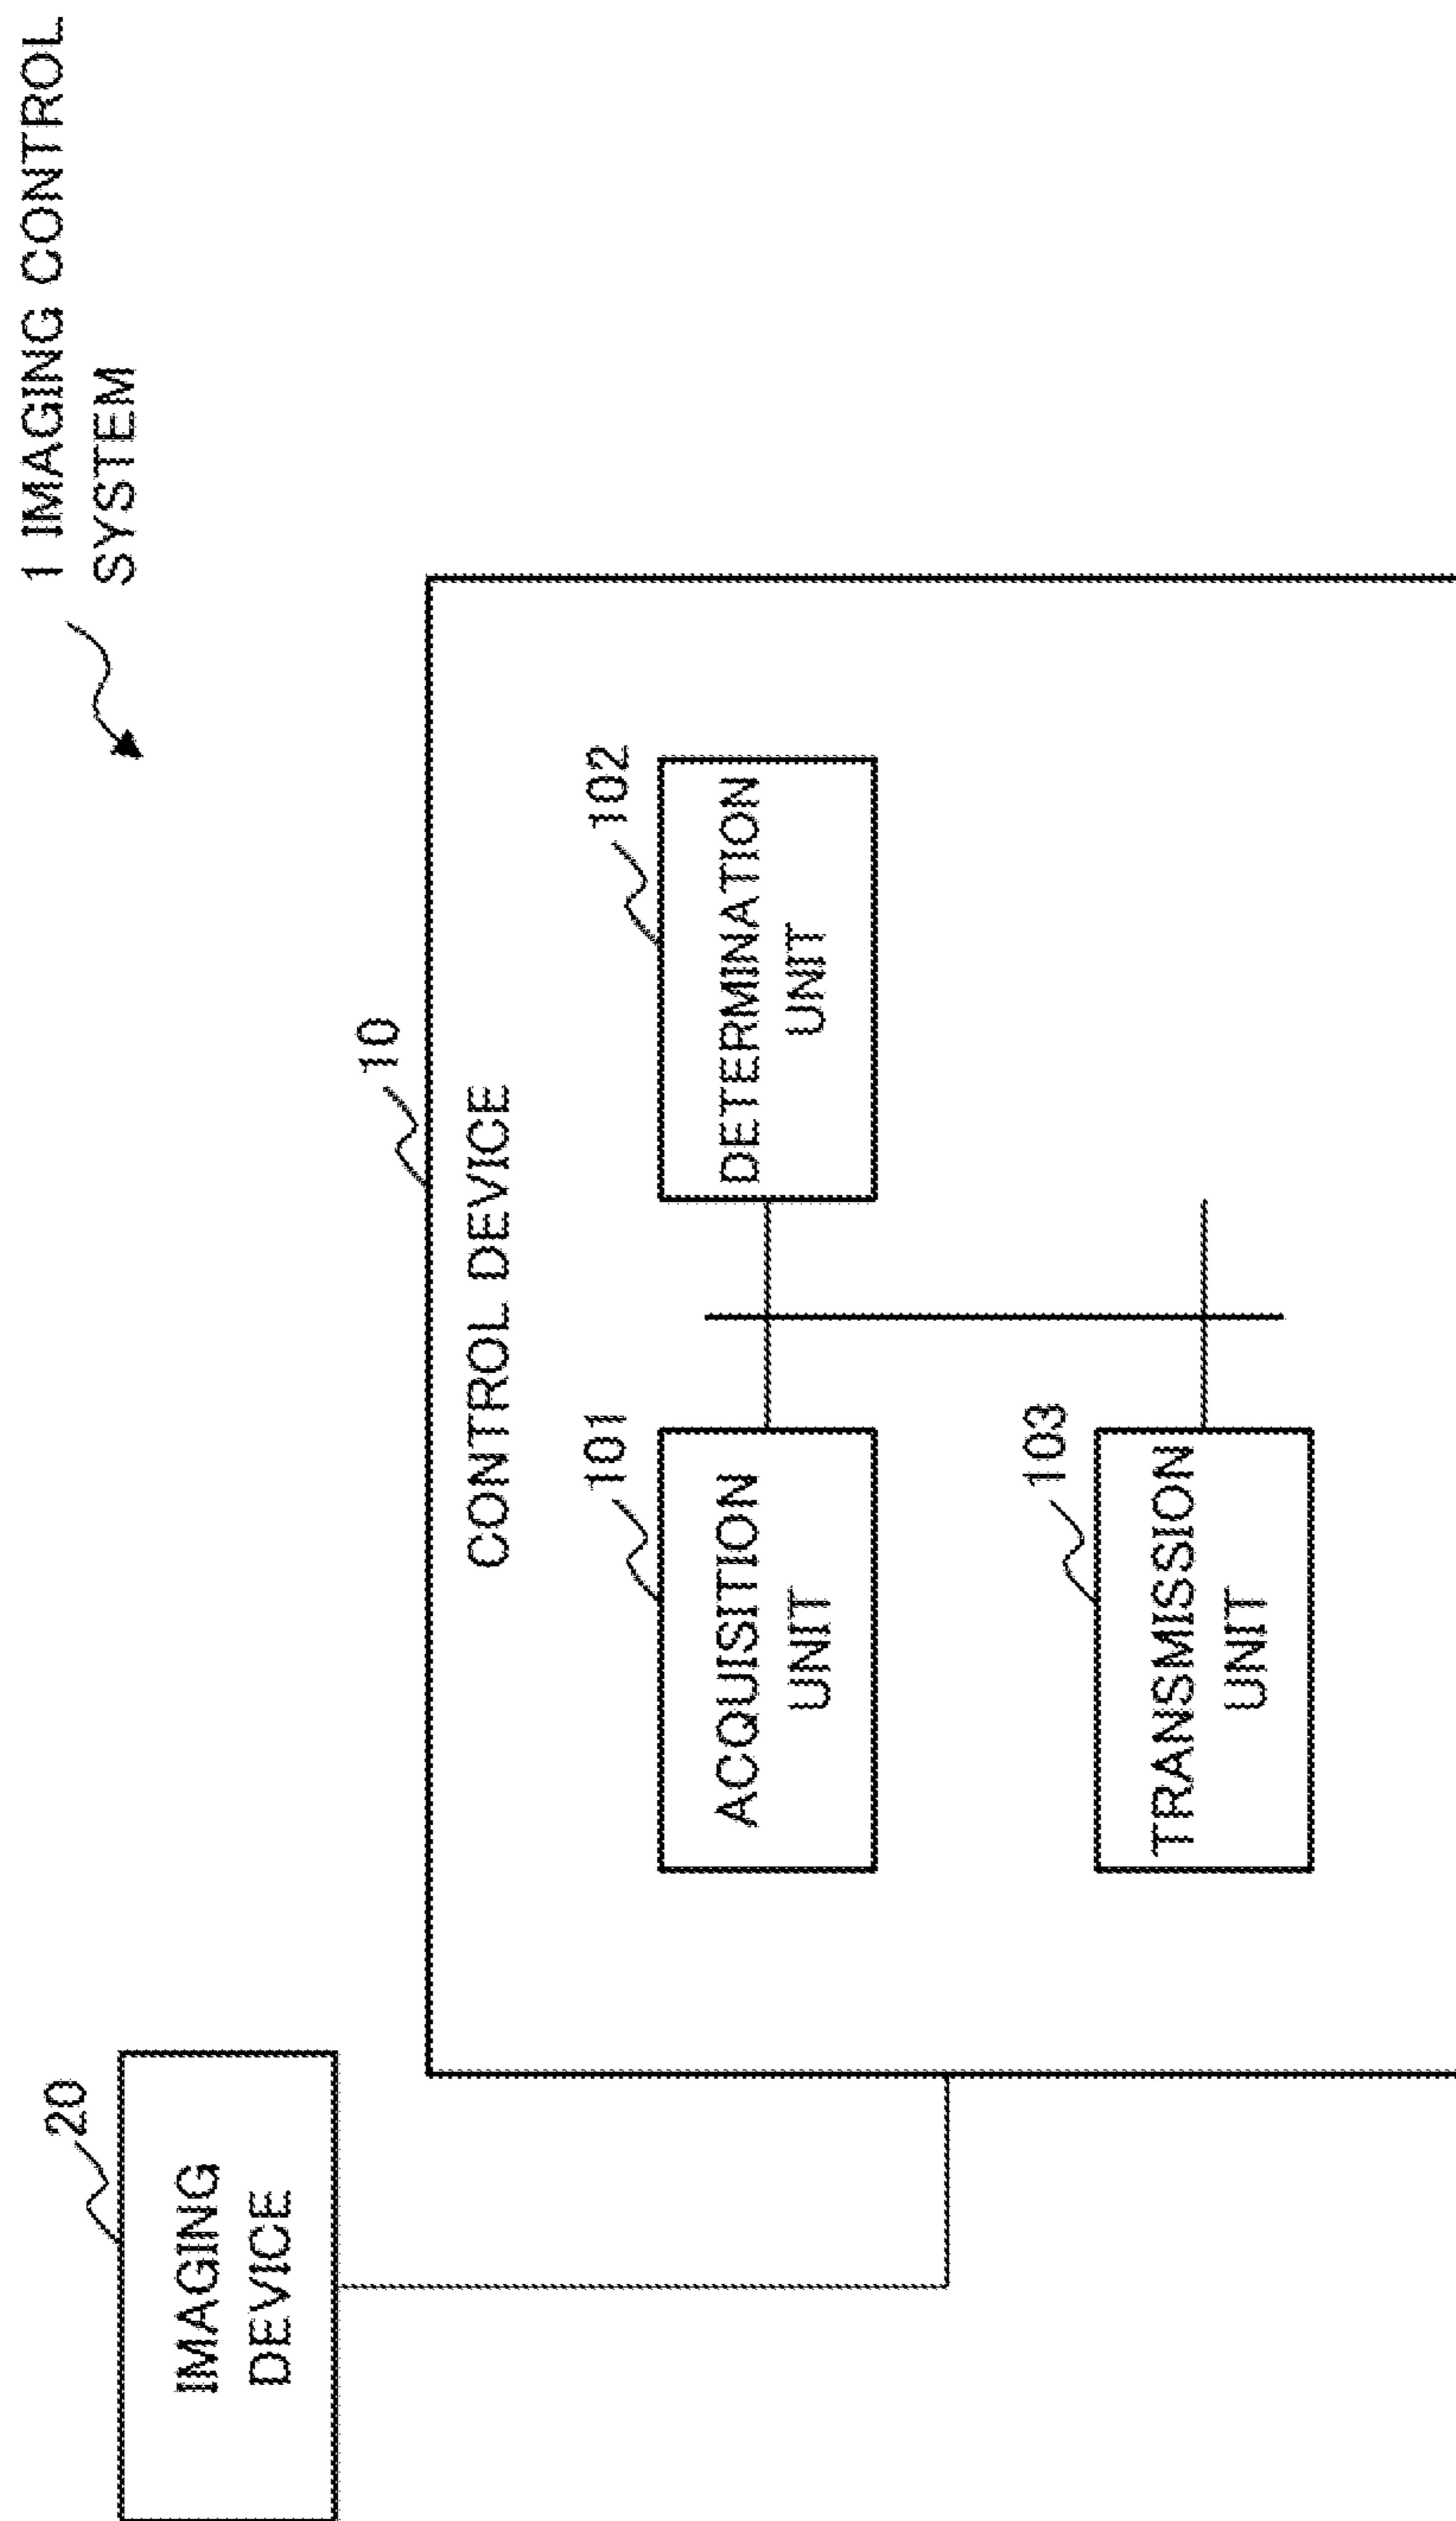 1 IMAGING CONTROL
SYSTEM
20
IMAGING
DEVICE
10
CONTROL DEVICE
101
ACQUISITION
UNIT
102
DETERMINATION
UNIT
103
TRANSMISSION
UNIT